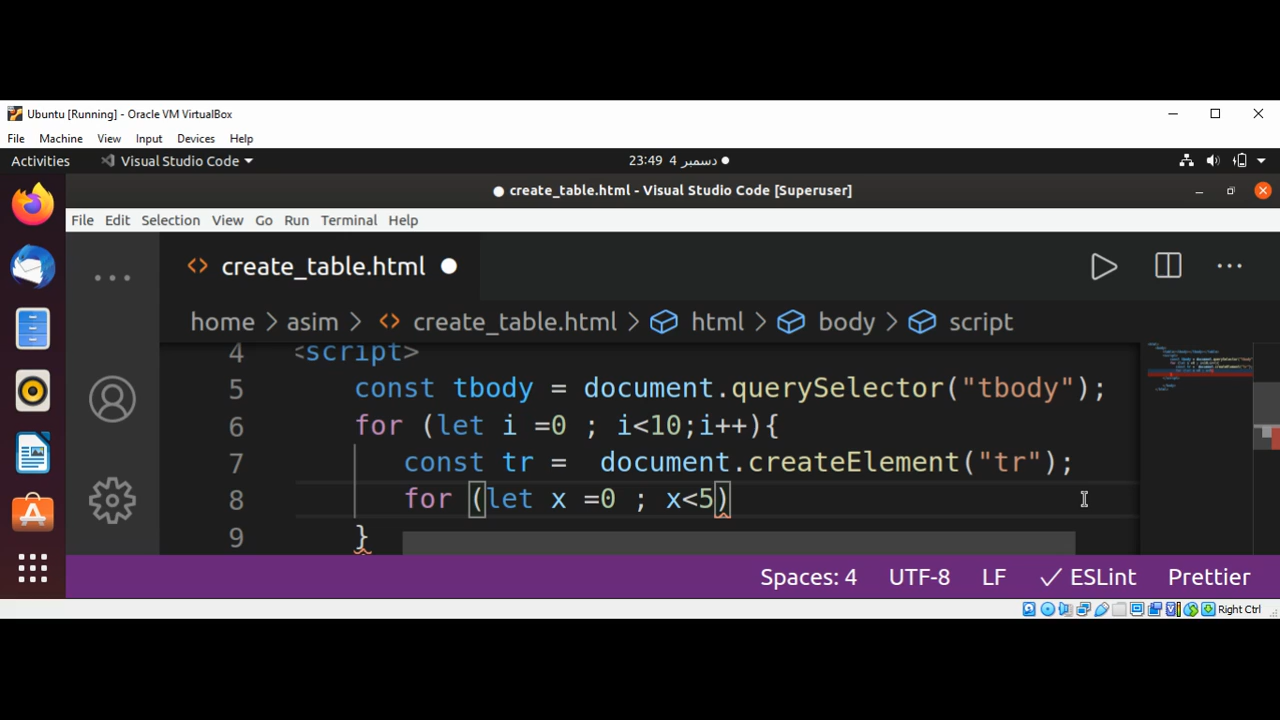 Ubuntu [Running] - Oracle VM VirtualBox
File Machine View Input Devices Help
Activities Visual Studio Code 23:49 4 دسمبر
create_table.html - Visual Studio Code [Superuser]
File Edit Selection View Go Run Terminal Help
create_table.html
home > asim > create_table.html > html > body > script
4 <script>
5 const tbody = document.querySelector("tbody");
6 for (let i =0 ; i<10;i++){
7 const tr =  document.createElement("tr");
8 for (let x =0 ; x<5)
9 }
Spaces: 4 UTF-8 LF ESLint Prettier
Right Ctrl